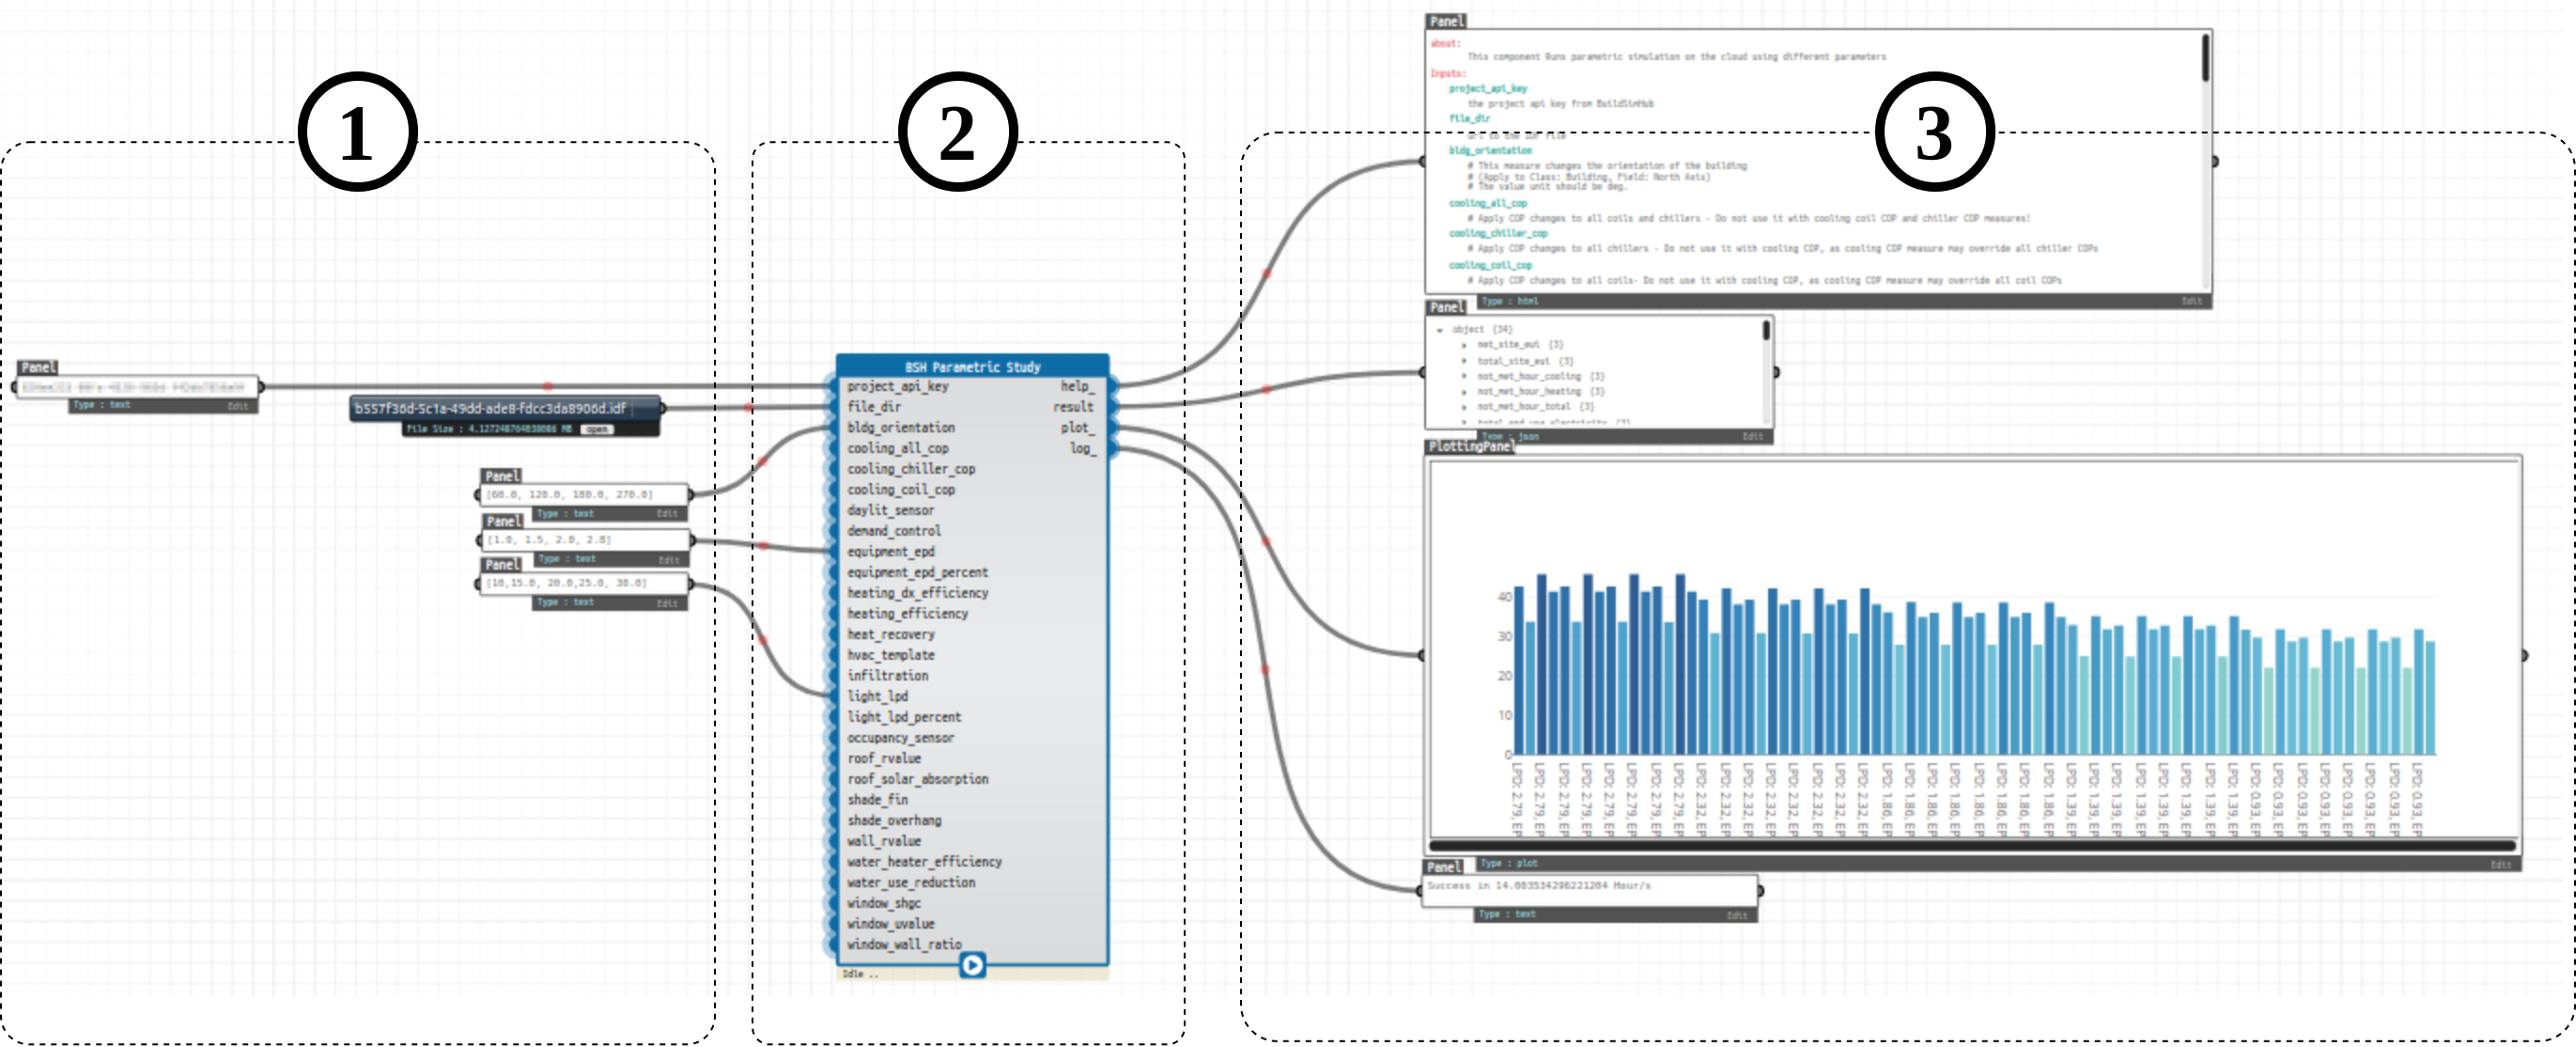 1
2
3
Panel
Type : text
Edit
b557f36d-5c1a-49dd-ade8-fdcc3da8906d.idf
File Size : 4.127248764038086 MB
open
Panel
[60.0, 120.0, 180.0, 270.0]
Type : text
Edit
Panel
[1.0, 1.5, 2.0, 2.8]
Type : text
Edit
Panel
[10,15.0, 20.0,25.0, 30.0]
Type : text
Edit
BSH Parametric Study
project_api_key
help_
file_dir
result
bldg_orientation
plot_
cooling_all_cop
log_
cooling_chiller_cop
cooling_coil_cop
daylit_sensor
demand_control
equipment_epd
equipment_epd_percent
heating_dx_efficiency
heating_efficiency
heat_recovery
hvac_template
infiltration
light_lpd
light_lpd_percent
occupancy_sensor
roof_rvalue
roof_solar_absorption
shade_fin
shade_overhang
wall_rvalue
water_heater_efficiency
water_use_reduction
window_shgc
window_uvalue
window_wall_ratio
Idle ..
Panel
about:
This component Runs parametric simulation on the cloud using different parameters
Inputs:
project_api_key
the project api key from BuildSimHub
file_dir
url to the IDF file
bldg_orientation
# This measure changes the orientation of the building
# (Apply to Class: Building, Field: North Axis)
# The value unit should be deg.
cooling_all_cop
# Apply COP changes to all coils and chillers - Do not use it with cooling coil COP and chiller COP measures!
cooling_chiller_cop
# Apply COP changes to all chillers - Do not use it with cooling COP, as cooling COP measure may override all chiller COPs
cooling_coil_cop
# Apply COP changes to all coils- Do not use it with cooling COP, as cooling COP measure may override all coil COPs
Type : html
Edit
Panel
object {34}
net_site_eui {3}
total_site_eui {3}
not_met_hour_cooling {3}
not_met_hour_heating {3}
not_met_hour_total {3}
total_end_use_electricity {3}
Type : json
Edit
PlottingPanel
40
30
20
10
0
LPD: 2.79, EP
LPD: 2.79, EP
LPD: 2.79, EP
LPD: 2.79, EP
LPD: 2.79, EP
LPD: 2.79, EP
LPD: 2.79, EP
LPD: 2.79, EP
LPD: 2.32, EP
LPD: 2.32, EP
LPD: 2.32, EP
LPD: 2.32, EP
LPD: 2.32, EP
LPD: 2.32, EP
LPD: 2.32, EP
LPD: 2.32, EP
LPD: 1.86, EP
LPD: 1.86, EP
LPD: 1.86, EP
LPD: 1.86, EP
LPD: 1.86, EP
LPD: 1.86, EP
LPD: 1.86, EP
LPD: 1.86, EP
LPD: 1.39, EP
LPD: 1.39, EP
LPD: 1.39, EP
LPD: 1.39, EP
LPD: 1.39, EP
LPD: 1.39, EP
LPD: 1.39, EP
LPD: 1.39, EP
LPD: 0.93, EP
LPD: 0.93, EP
LPD: 0.93, EP
LPD: 0.93, EP
LPD: 0.93, EP
LPD: 0.93, EP
LPD: 0.93, EP
LPD: 0.93, EP
Type : plot
Edit
Panel
Success in 14.003534296221204 Hour/s
Type : text
Edit